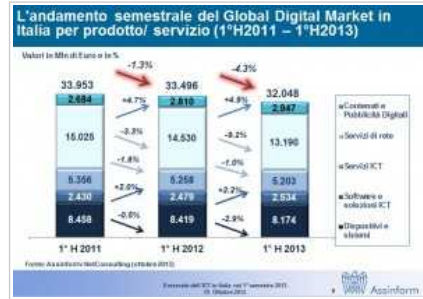 L'andamento semestrale del Global Digital Market in
Italia per prodotto/ servizio (1°H2011 – 1°H2013)
Valori in Mln di Euro e in %
-1.3%
-4.3%
33.953
33.496
32.048
2.684
+4.7%
2.810
+4.9%
2.947
Contenuti e
Pubblicità Digitali
15.025
-3.3%
14.530
-9.2%
13.190
Servizi di rete
-1.8%
-1.0%
Servizi ICT
5.356
5.258
5.203
2.430
+2.0%
2.479
+2.2%
2.534
Software e
soluzioni ICT
8.458
-0.5%
8.419
-2.9%
8.174
Dispositivi e
sistemi
1° H 2011
1° H 2012
1° H 2013
Fonte: Assinform/NetConsulting (ottobre 2013)
Assinform